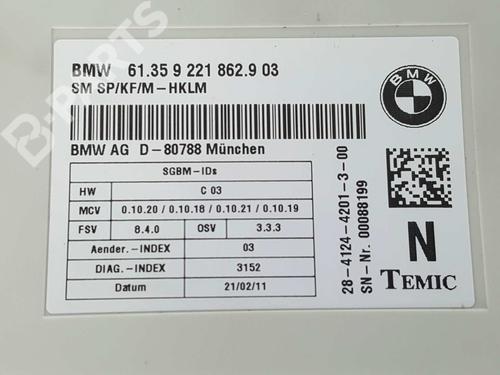 BMW 61.35 9 221 862.9 03
SM SP/KF/M-HKLM
BMW AG D-80788 München
SGBM-IDs
HW C 03
MCV 0.10.20 / 0.10.18 / 0.10.21 / 0.10.19
FSV 8.4.0 OSV 3.3.3
Aender.-INDEX 03
DIAG.-INDEX 3152
Datum 21/02/11
28-4124-4201-3-00
SN-Nr. 00088199
BMW
N
TEMIC
B-PARTS
B-PARTS
B-PARTS